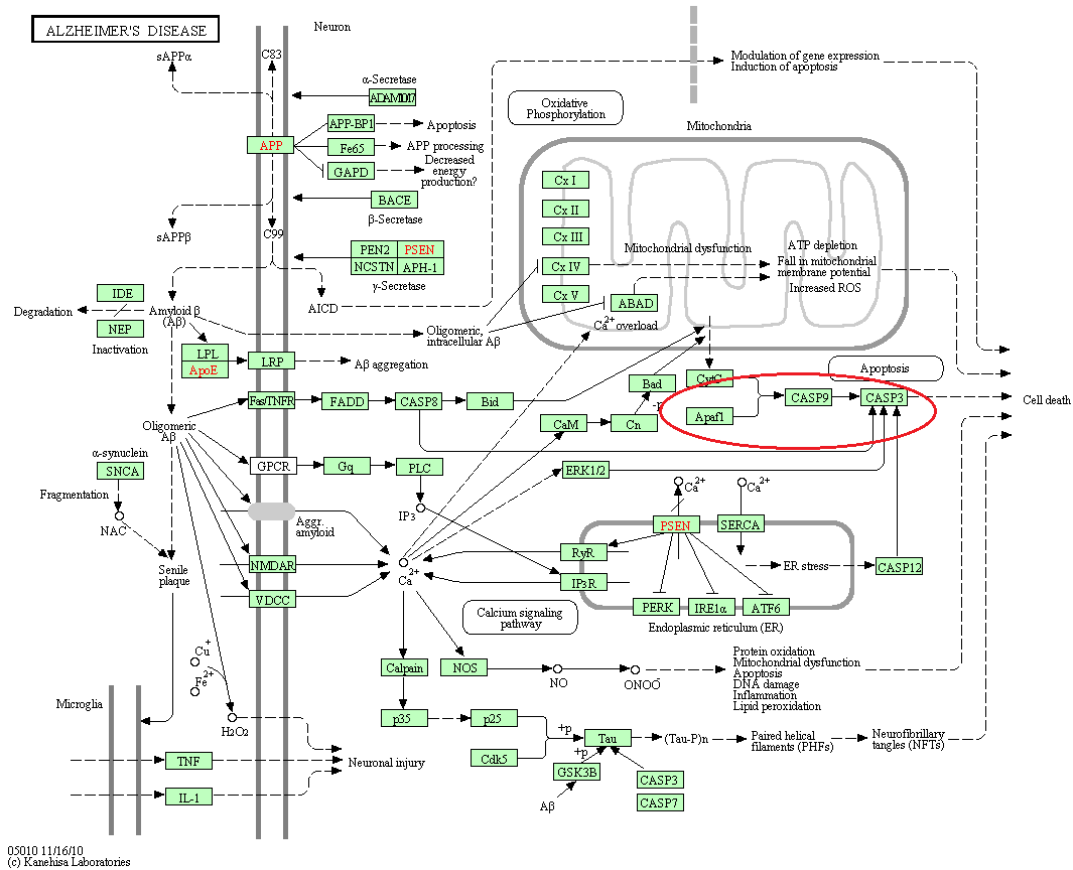 ALZHEIMER'S DISEASE
Neuron
sAPPα
C83
α-Secretase
ADAM10/17
Modulation of gene expression
Induction of apoptosis
Oxidative
Phosphorylation
Mitochondria
APP
APP-BP1
Apoptosis
Fe65
APP processing
GAPD
Decreased
energy
production?
BACE
β-Secretase
sAPPβ
C99
PEN2
PSEN
NCSTN
APH-1
γ-Secretase
Cx I
Cx II
Cx III
Cx IV
Cx V
Mitochondrial dysfunction
ATP depletion
Fall in mitochondrial
membrane potential
Increased ROS
ABAD
Ca2+ overload
IDE
NEP
Inactivation
Degradation
Amyloid β
(Aβ)
AICD
Oligomeric,
intracellular Aβ
LPL
ApoE
LRP
Aβ aggregation
Fas/TNFR
FADD
CASP8
Bid
Bad
-p
CytC
Apaf1
CASP9
CASP3
Apoptosis
Cell death
CaM
Cn
Oligomeric
Aβ
α-synuclein
SNCA
Fragmentation
NAC
GPCR
Gq
PLC
IP3
ERK1/2
Aggr.
amyloid
Senile
plaque
NMDAR
VDCC
Ca2+
Ca2+
Ca2+
PSEN
SERCA
RyR
IP3R
ER stress
CASP12
PERK
IRE1α
ATF6
Endoplasmic reticulum (ER)
Calcium signaling
pathway
Calpain
NOS
NO
ONOO-
Protein oxidation
Mitochondrial dysfunction
Apoptosis
DNA damage
Inflammation
Lipid peroxidation
Cu+
Fe2+
H2O2
Microglia
p35
p25
Cdk5
+p
Tau
+p
GSK3B
Aβ
CASP3
CASP7
(Tau-P)n
Paired helical
filaments (PHFs)
Neurofibrillary
tangles (NFTs)
TNF
IL-1
Neuronal injury
05010 11/16/10
(c) Kanehisa Laboratories